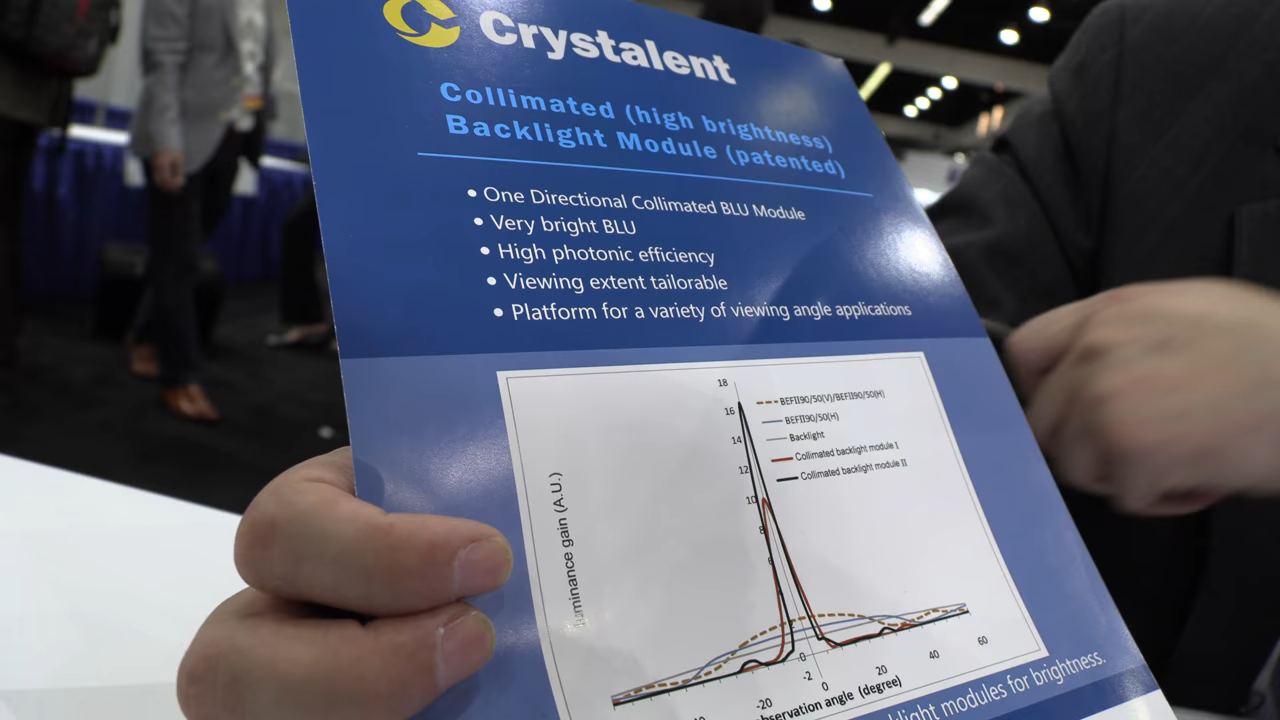 Crystalent
Collimated (high brightness)
Backlight Module (patented)
• One Directional Collimated BLU Module
• Very bright BLU
• High photonic efficiency
• Viewing extent tailorable
• Platform for a variety of viewing angle applications
18
16
14
12
10
8
6
0
-2
BEFII90/50(V)/BEFII90/50(H)
BEFII90/50(H)
Backlight
Collimated backlight module I
Collimated backlight module II
luminance gain (A.U.)
-20
0
20
40
60
observation angle (degree)
modules for brightness.